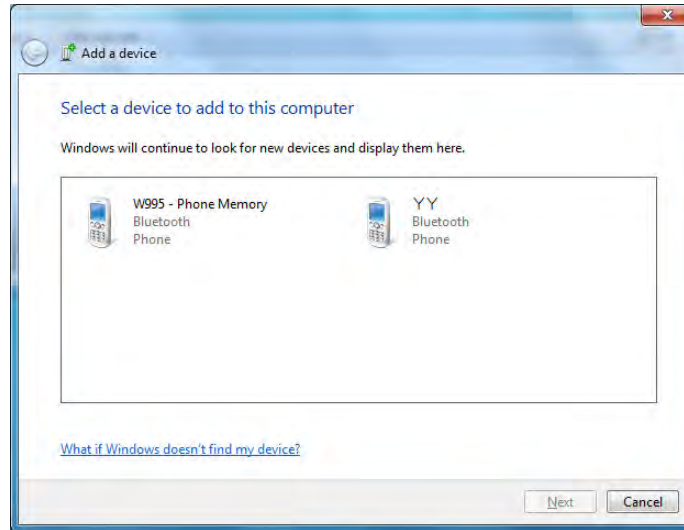 Add a device
Select a device to add to this computer
Windows will continue to look for new devices and display them here.
W995 - Phone Memory
Bluetooth
Phone
YY
Bluetooth
Phone
What if Windows doesn't find my device?
Next
Cancel